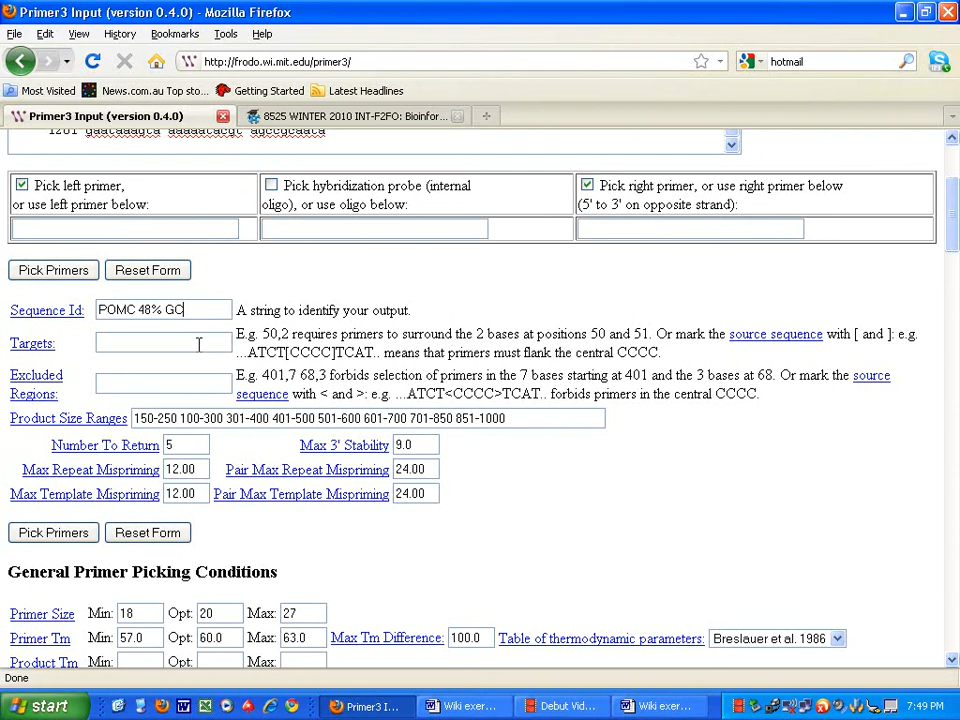 Primer3 Input (version 0.4.0) - Mozilla Firefox
File Edit View History Bookmarks Tools Help
http://frodo.wi.mit.edu/primer3/ hotmail
Most Visited News.com.au Top sto... Getting Started Latest Headlines
Primer3 Input (version 0.4.0) 8525 WINTER 2010 INT-F2FO: Bioinfor...
1201 gaacaaagca aaaaacacgc agccgcaaca
Pick left primer, Pick hybridization probe (internal Pick right primer, or use right primer below
or use left primer below: oligo), or use oligo below: (5' to 3' on opposite strand):
Pick Primers Reset Form
Sequence Id: POMC 48% GC A string to identify your output.
Targets: E.g. 50,2 requires primers to surround the 2 bases at positions 50 and 51. Or mark the source sequence with [ and ]: e.g.
...ATCT[CCCC]TCAT.. means that primers must flank the central CCCC.
Excluded E.g. 401,7 68,3 forbids selection of primers in the 7 bases starting at 401 and the 3 bases at 68. Or mark the source
Regions: sequence with < and >: e.g. ...ATCT<CCCC>TCAT.. forbids primers in the central CCCC.
Product Size Ranges 150-250 100-300 301-400 401-500 501-600 601-700 701-850 851-1000
Number To Return 5 Max 3' Stability 9.0
Max Repeat Mispriming 12.00 Pair Max Repeat Mispriming 24.00
Max Template Mispriming 12.00 Pair Max Template Mispriming 24.00
Pick Primers Reset Form
General Primer Picking Conditions
Primer Size Min: 18 Opt: 20 Max: 27
Primer Tm Min: 57.0 Opt: 60.0 Max: 63.0 Max Tm Difference: 100.0 Table of thermodynamic parameters: Breslauer et al. 1986
Product Tm Min: Opt: Max:
Done
start Primer3 I... Wiki exer... Debut Vid... Wiki exer... 7:49 PM